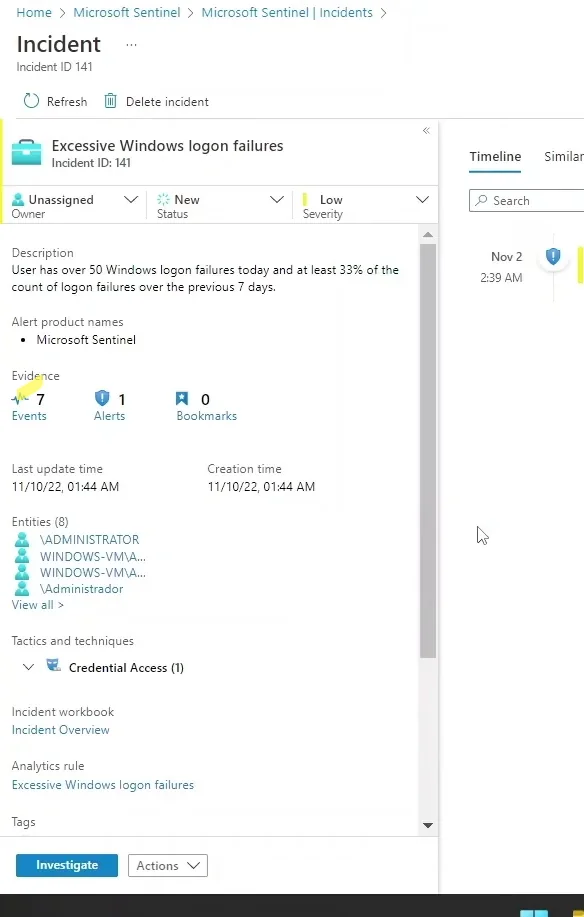 Home > Microsoft Sentinel > Microsoft Sentinel | Incidents >
Incident ...
Incident ID 141
Refresh Delete incident
«
Excessive Windows logon failures
Incident ID: 141
Unassigned New Low
Owner Status Severity
Description
User has over 50 Windows logon failures today and at least 33% of the
count of logon failures over the previous 7 days.
Alert product names
• Microsoft Sentinel
Evidence
7 1 0
Events Alerts Bookmarks
Last update time Creation time
11/10/22, 01:44 AM 11/10/22, 01:44 AM
Entities (8)
\ADMINISTRATOR
WINDOWS-VM\A...
WINDOWS-VM\A...
\Administrador
View all >
Tactics and techniques
Credential Access (1)
Incident workbook
Incident Overview
Analytics rule
Excessive Windows logon failures
Tags
Investigate Actions
Timeline Similar
Search
Nov 2
2:39 AM